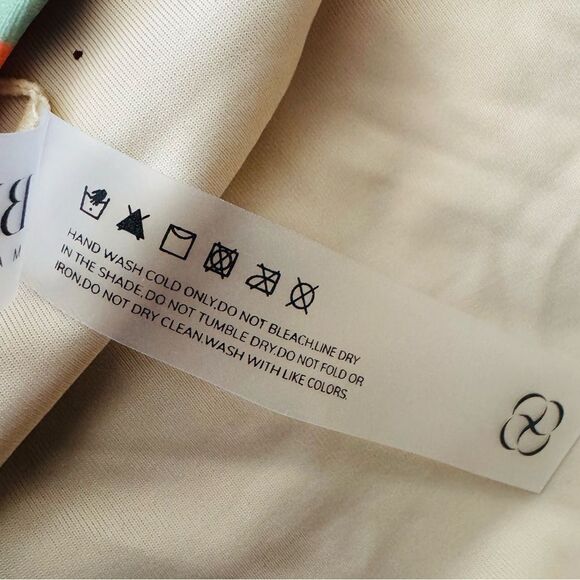 HAND WASH COLD ONLY.DO NOT BLEACH.LINE DRY
IN THE SHADE.DO NOT TUMBLE DRY.DO NOT FOLD OR
IRON.DO NOT DRY CLEAN.WASH WITH LIKE COLORS.